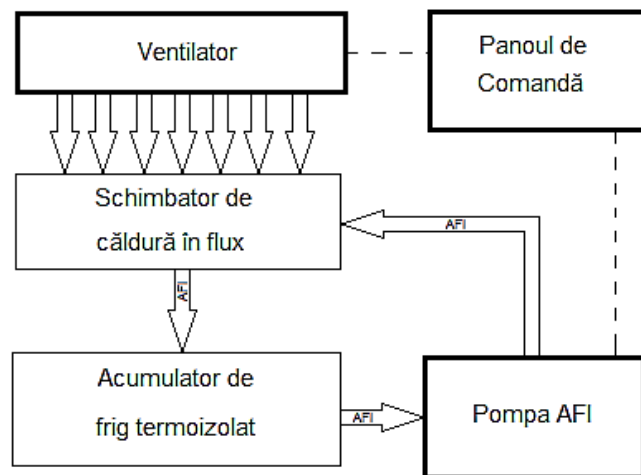 Ventilator
Panoul de
Comandă
Schimbator de
căldură în flux
AFI
AFI
Acumulator de
frig termoizolat
AFI
Pompa AFI